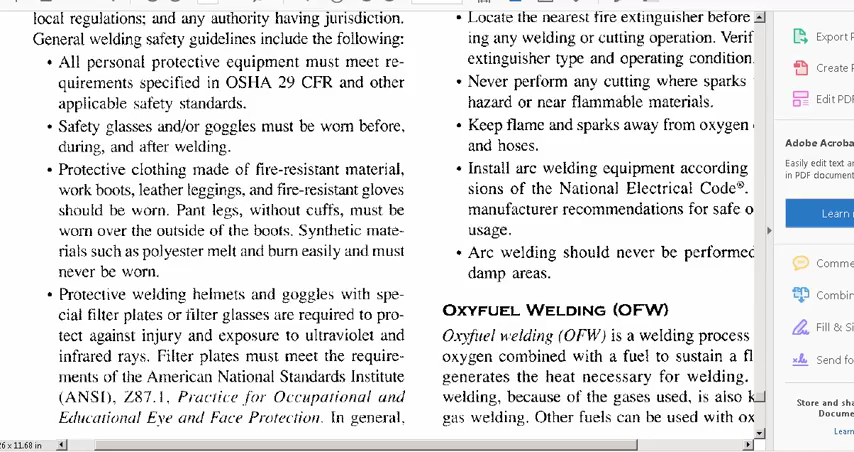 local regulations; and any authority having jurisdiction.
General welding safety guidelines include the following:
• All personal protective equipment must meet re-
quirements specified in OSHA 29 CFR and other
applicable safety standards.
• Safety glasses and/or goggles must be worn before,
during, and after welding.
• Protective clothing made of fire-resistant material,
work boots, leather leggings, and fire-resistant gloves
should be worn. Pant legs, without cuffs, must be
worn over the outside of the boots. Synthetic mate-
rials such as polyester melt and burn easily and must
never be worn.
• Protective welding helmets and goggles with spe-
cial filter plates or filter glasses are required to pro-
tect against injury and exposure to ultraviolet and
infrared rays. Filter plates must meet the require-
ments of the American National Standards Institute
(ANSI), Z87.1, Practice for Occupational and
Educational Eye and Face Protection. In general,
• Locate the nearest fire extinguisher before
ing any welding or cutting operation. Verif
extinguisher type and operating condition.
• Never perform any cutting where sparks
hazard or near flammable materials.
• Keep flame and sparks away from oxygen
and hoses.
• Install arc welding equipment according
sions of the National Electrical Code®.
manufacturer recommendations for safe o
usage.
• Arc welding should never be performed
damp areas.
OXYFUEL WELDING (OFW)
Oxyfuel welding (OFW) is a welding process
oxygen combined with a fuel to sustain a fl
generates the heat necessary for welding.
welding, because of the gases used, is also k
gas welding. Other fuels can be used with ox
Export P
Create P
Edit PDF
Adobe Acroba
Easily edit text a
in PDF document
Learn
Comme
Combin
Fill & Si
Send fo
Store and sha
Docume
Learn
26 x 11.68 in